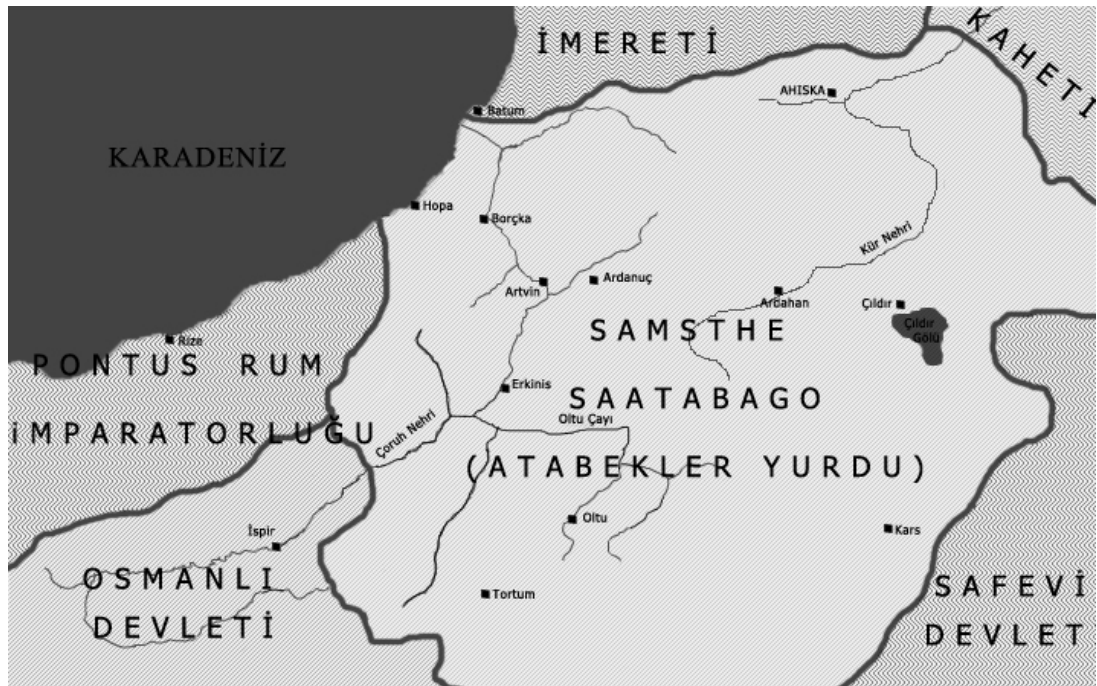 İMERETİ
KAHETİ
AHISKA
Batum
KARADENİZ
Hopa
Borçka
Kür Nehri
Artvin
Ardanuç
Ardahan
Çıldır
Çıldır
Gölü
Rize
SAMSTHE
PONTUS RUM
İMPARATORLUĞU
Erkinis
SAATABAGO
Oltu Çayı
Çoruh Nehri
(ATABEKLER YURDU)
Oltu
Kars
İspir
OSMANLI
DEVLETİ
Tortum
SAFEVİ
DEVLETİ